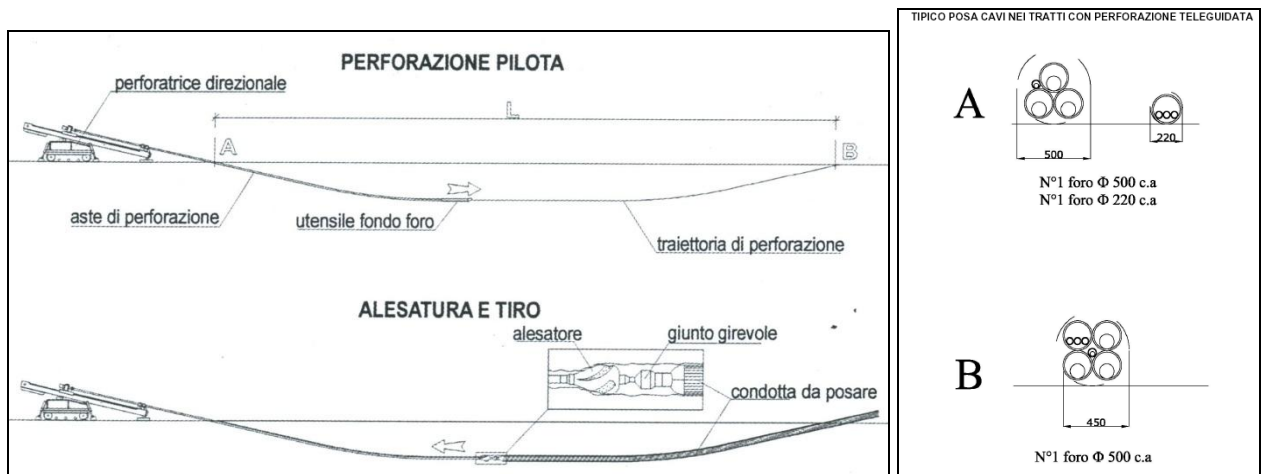 PERFORAZIONE PILOTA
perforatrice direzionale
L
A
B
aste di perforazione
utensile fondo foro
traiettoria di perforazione
ALESATURA E TIRO
alesatore
giunto girevole
condotta da posare
TIPICO POSA CAVI NEI TRATTI CON PERFORAZIONE TELEGUIDATA
A
500
220
N°1 foro Φ 500 c.a
N°1 foro Φ 220 c.a
B
450
N°1 foro Φ 500 c.a